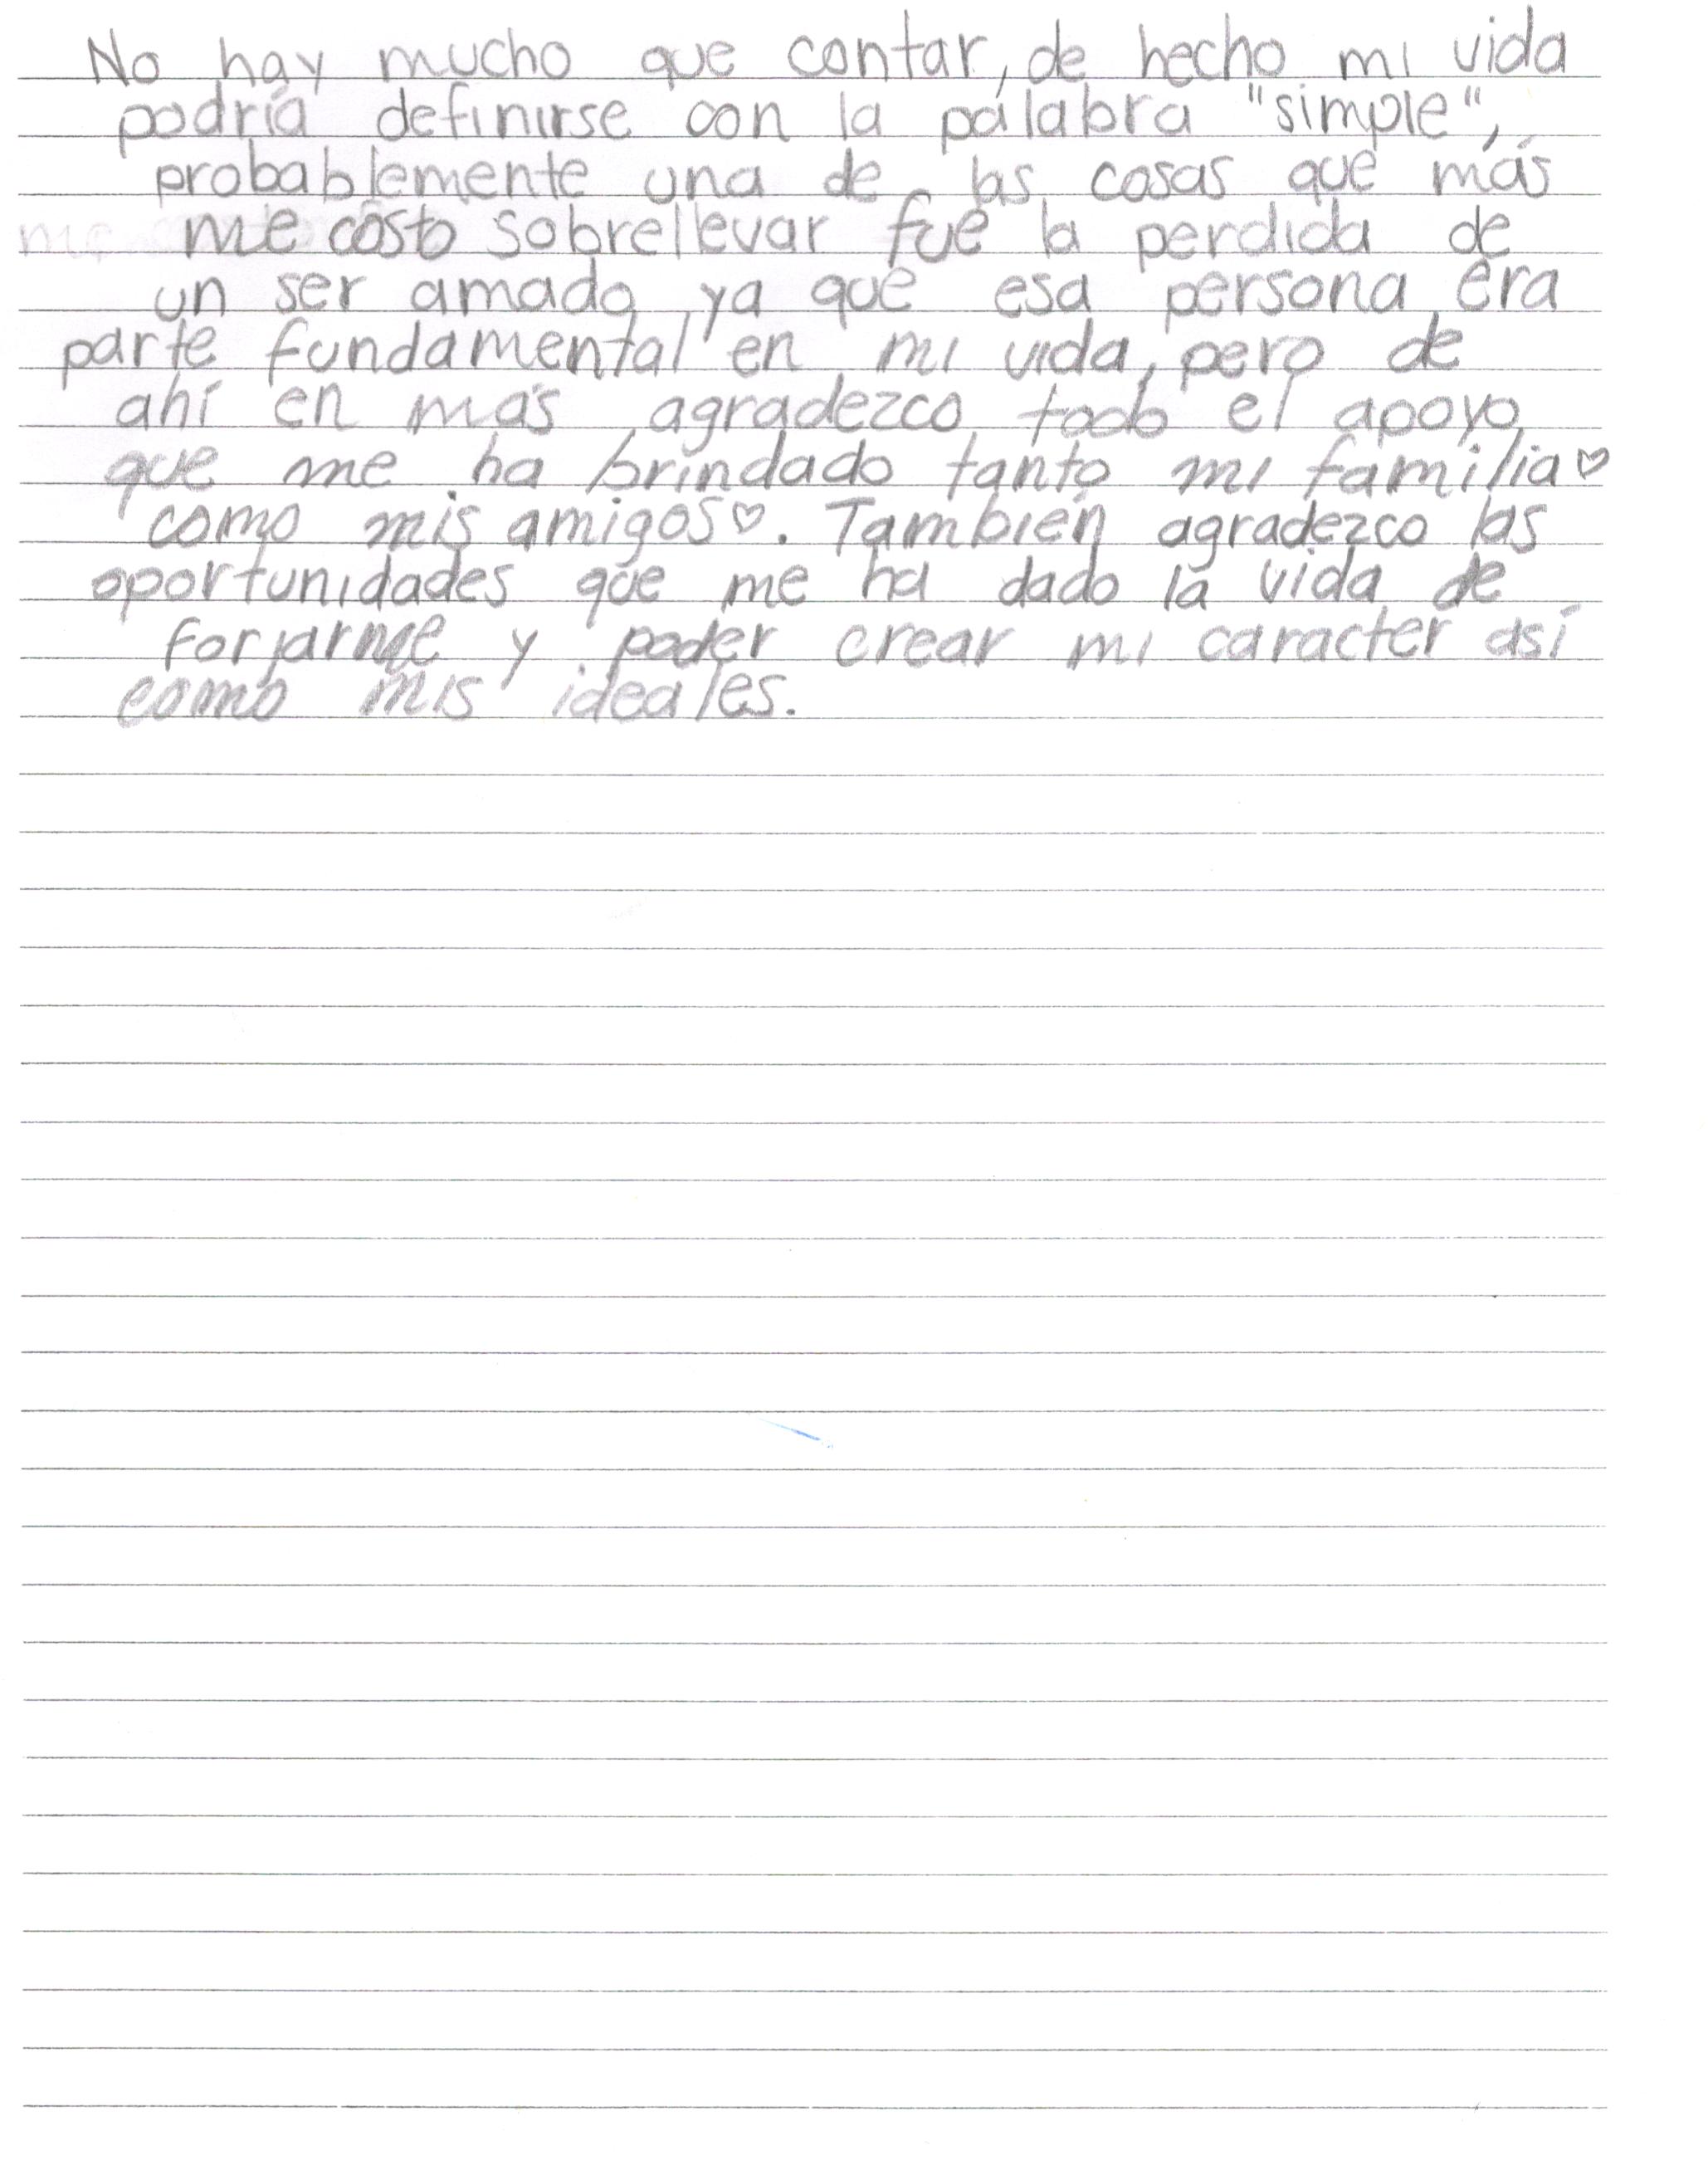 No hay mucho que contar, de hecho mi vida
podría definirse con la palabra "simple",
probablemente una de las cosas que más
me costo sobrellevar fue la perdida de
un ser amado, ya que esa persona era
parte fundamental en mi vida, pero de
ahí en más agradezco todo el apoyo
que me ha brindado tanto mi familia♡
como mis amigos♡. También agradezco las
oportunidades que me ha dado la vida de
forjarme y poder crear mi caracter así
como mis ideales.